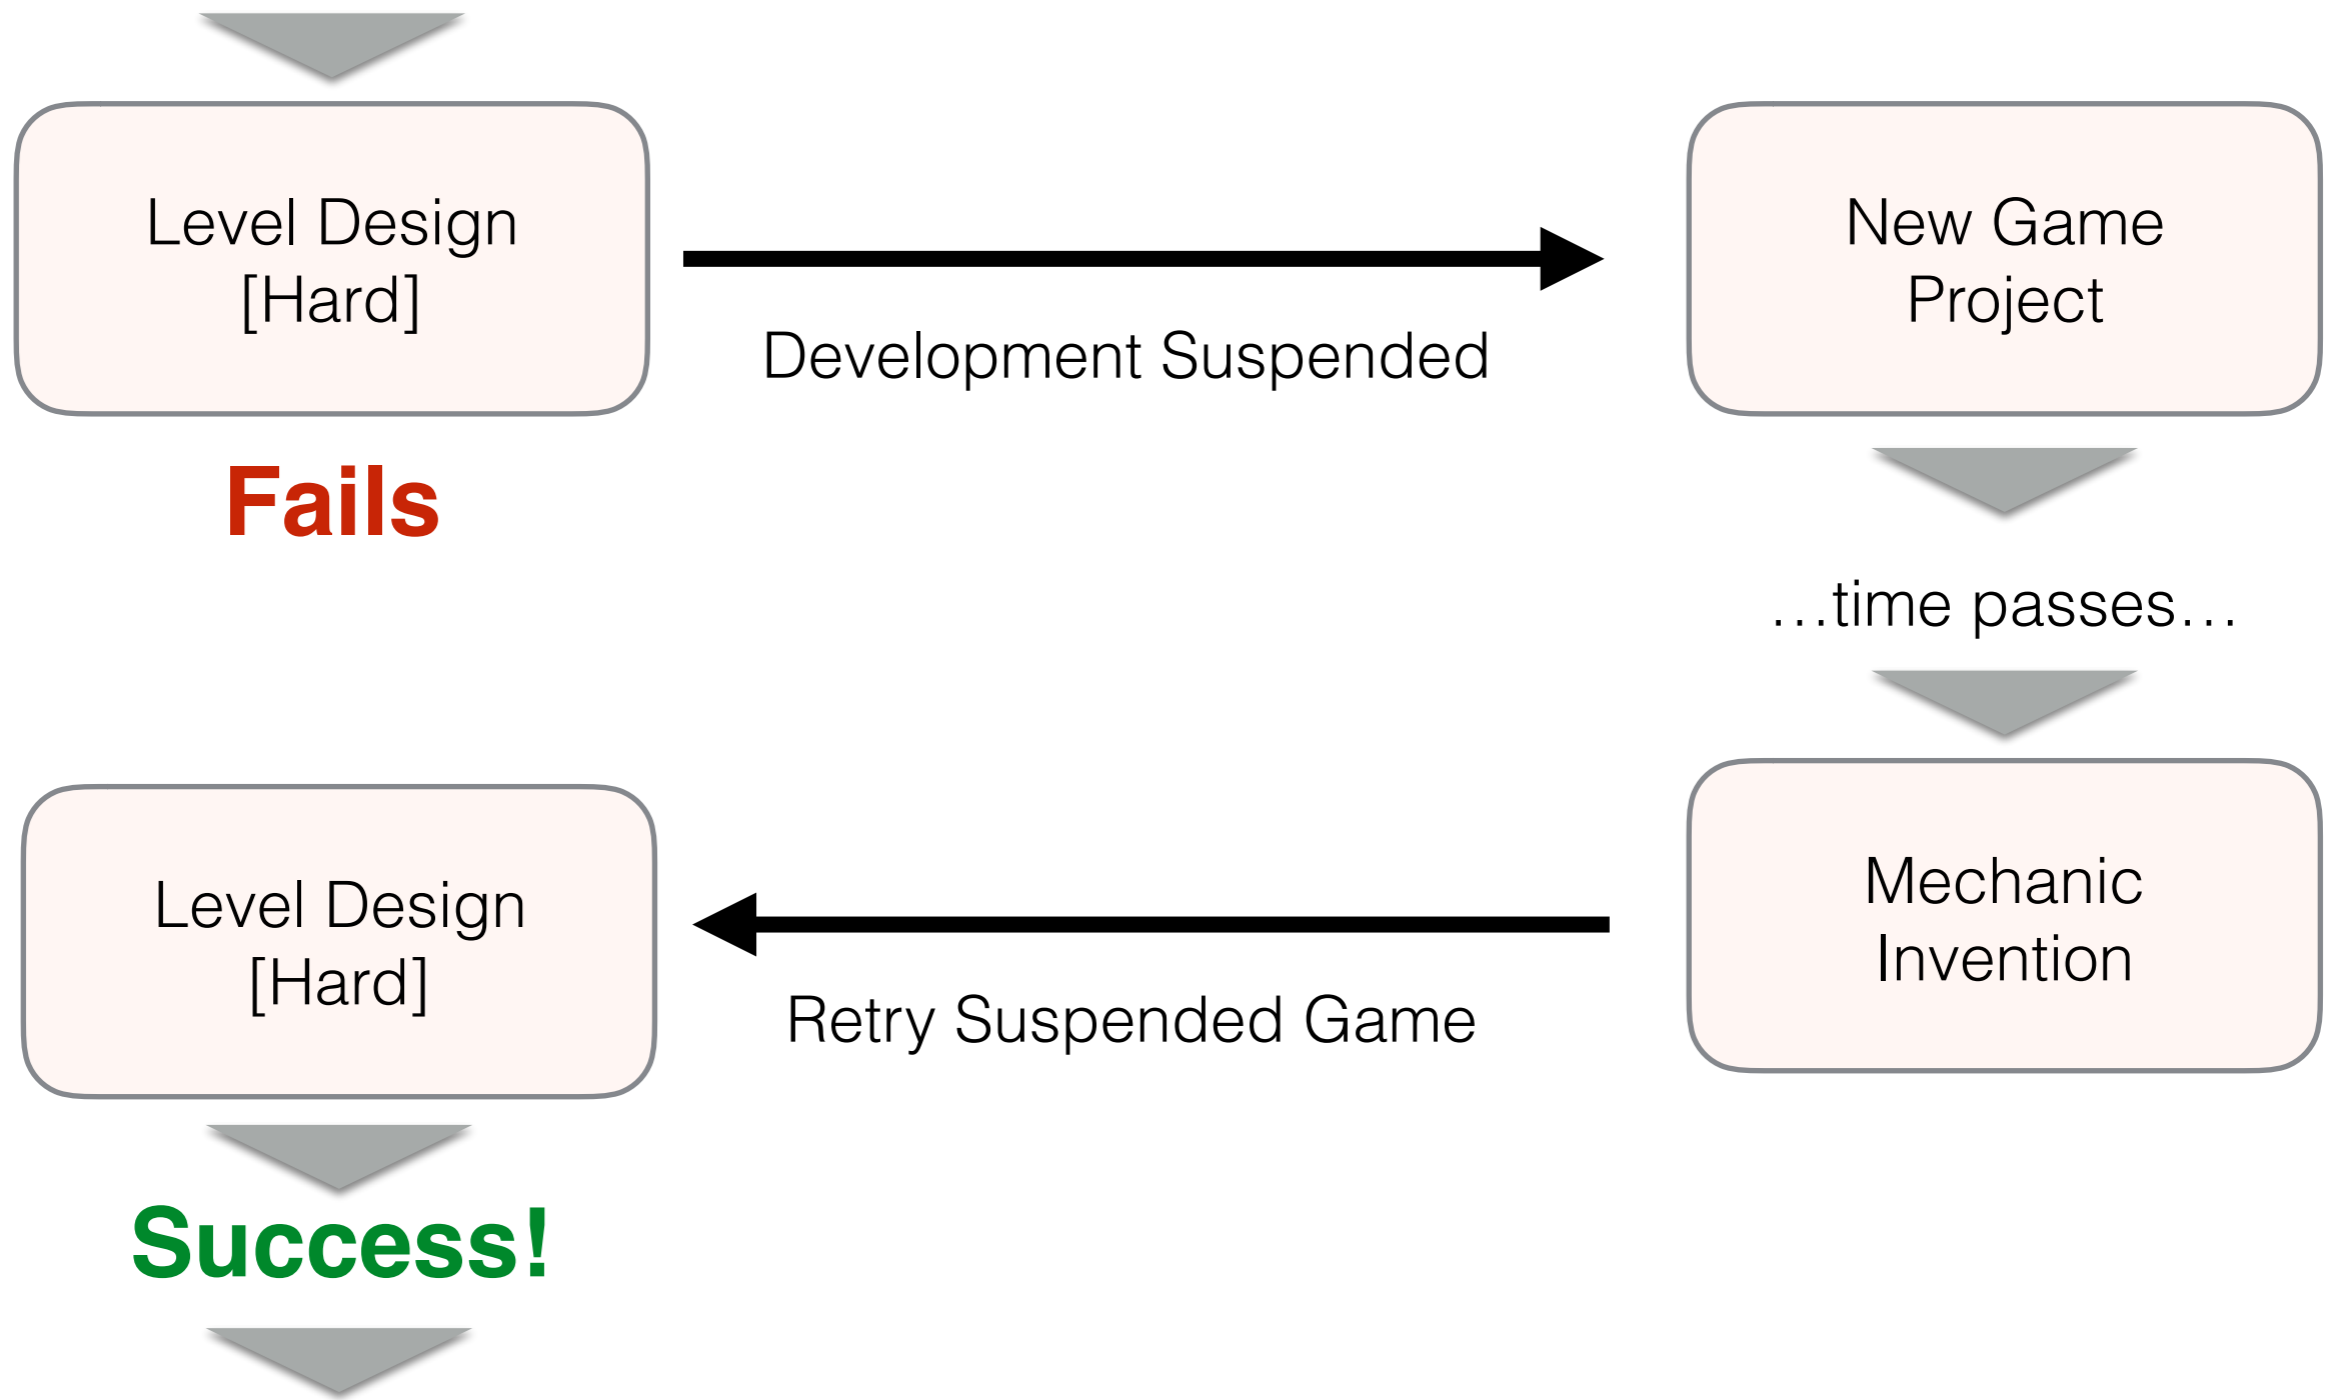 Level Design
[Hard]
Fails
Development Suspended
New Game
Project
…time passes…
Mechanic
Invention
Retry Suspended Game
Level Design
[Hard]
Success!